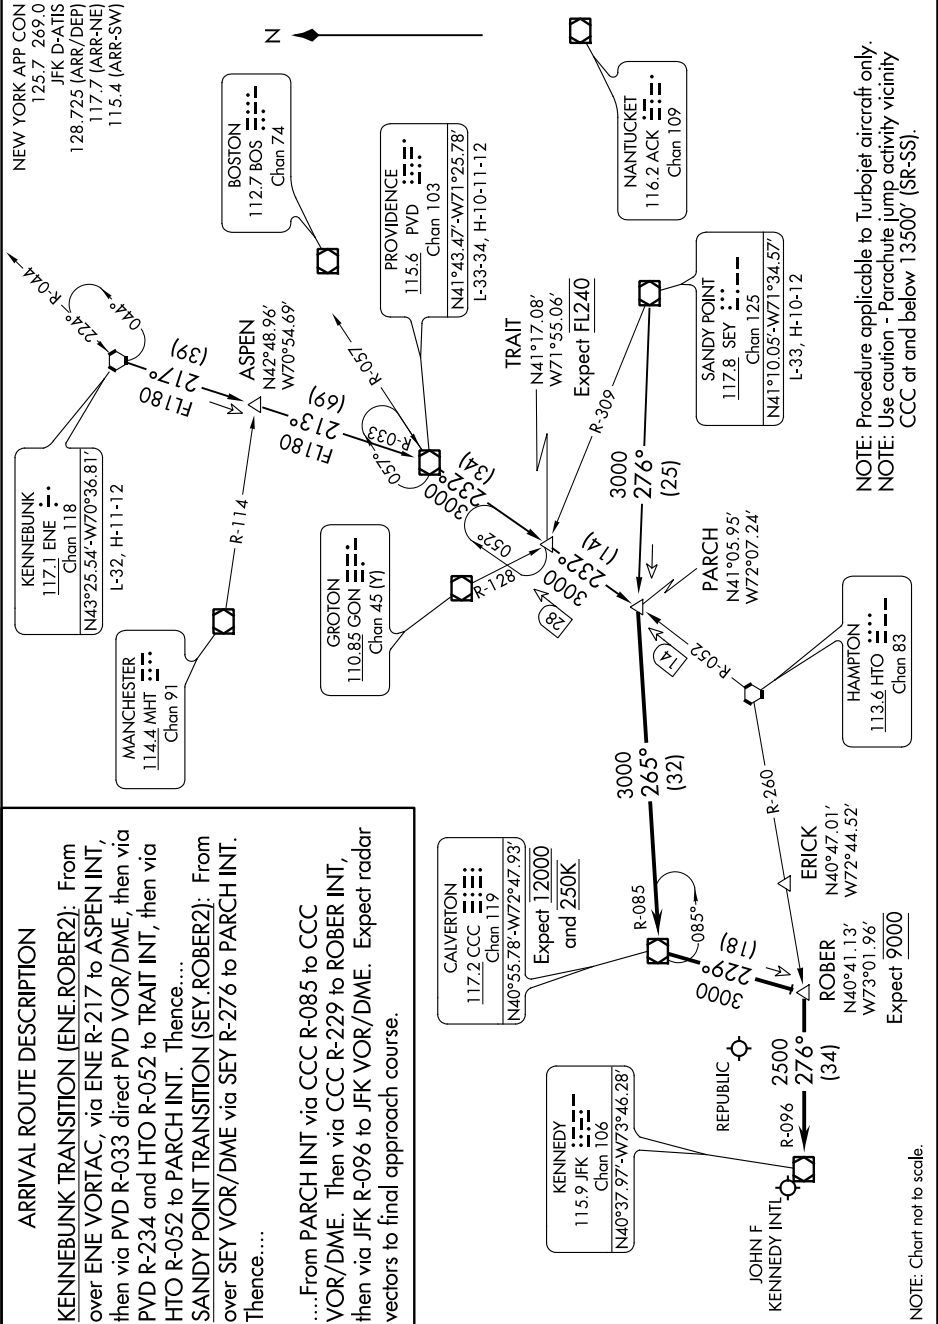 ARRIVAL ROUTE DESCRIPTION
KENNEBUNK TRANSITION (ENE.ROBER2): From
over ENE VORTAC, via ENE R-217 to ASPEN INT,
then via PVD R-033 direct PVD VOR/DME, then via
PVD R-234 and HTO R-052 to TRAIT INT, then via
HTO R-052 to PARCH INT. Thence....
SANDY POINT TRANSITION (SEY.ROBER2): From
over SEY VOR/DME via SEY R-276 to PARCH INT.
Thence....
....From PARCH INT via CCC R-085 to CCC
VOR/DME. Then via CCC R-229 to ROBER INT,
then via JFK R-096 to JFK VOR/DME. Expect radar
vectors to final approach course.
NEW YORK APP CON
125.7 269.0
JFK D-ATIS
128.725 (ARR/DEP)
117.7 (ARR-NE)
115.4 (ARR-SW)
KENNEBUNK
117.1 ENE
Chan 118
N43°25.54'-W70°36.81'
L-32, H-11-12
R-044
224°
044°
FL180
217°
(39)
MANCHESTER
114.4 MHT
Chan 91
R-114
ASPEN
N42°48.96'
W70°54.69'
FL180
213°
(69)
BOSTON
112.7 BOS
Chan 74
R-057
R-033
057°
N
PROVIDENCE
115.6 PVD
Chan 103
N41°43.47'-W71°25.78'
L-33-34, H-10-11-12
GROTON
110.85 GON
Chan 45 (Y)
R-128
3000
232°
(34)
052°
TRAIT
N41°17.08'
W71°55.06'
Expect FL240
NANTUCKET
116.2 ACK
Chan 109
R-309
SANDY POINT
117.8 SEY
Chan 125
N41°10.05'-W71°34.57'
L-33, H-10-12
3000
232°
(14)
28
3000
276°
(25)
PARCH
N41°05.95'
W72°07.24'
14
R-052
HAMPTON
113.6 HTO
Chan 83
R-260
3000
265°
(32)
CALVERTON
117.2 CCC
Chan 119
N40°55.78'-W72°47.93'
Expect 12000
and 250K
R-085
085°
3000
229°
(18)
ERICK
N40°47.01'
W72°44.52'
ROBER
N40°41.13'
W73°01.96'
Expect 9000
REPUBLIC
2500
276°
(34)
R-096
KENNEDY
115.9 JFK
Chan 106
N40°37.97'-W73°46.28'
JOHN F
KENNEDY INTL
NOTE: Procedure applicable to Turbojet aircraft only.
NOTE: Use caution - Parachute jump activity vicinity
CCC at and below 13500' (SR-SS).
NOTE: Chart not to scale.